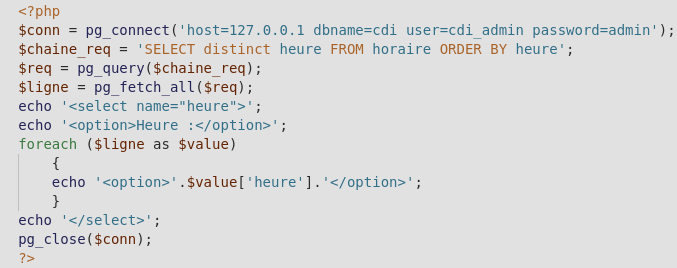 <?php
$conn = pg_connect('host=127.0.0.1 dbname=cdi user=cdi_admin password=admin');
$chaine_req = 'SELECT distinct heure FROM horaire ORDER BY heure';
$req = pg_query($chaine_req);
$ligne = pg_fetch_all($req);
echo '<select name="heure">';
echo '<option>Heure :</option>';
foreach ($ligne as $value)
    {
    echo '<option>'.$value['heure'].'</option>';
    }
echo '</select>';
pg_close($conn);
?>